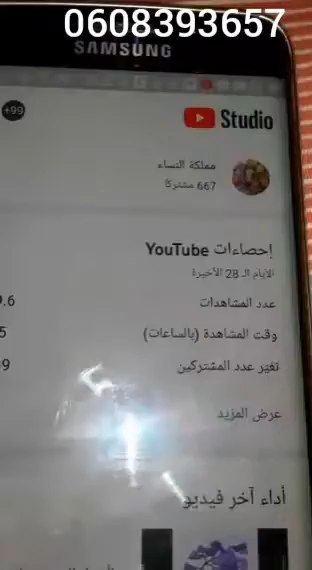 0608393657
SAMSUNG
+99
Studio
مملكة النساء
667 مشتركًا
إحصاءات YouTube
الأيام الـ 28 الأخيرة
عدد المشاهدات
وقت المشاهدة (بالساعات)
تغيّر عدد المشتركين
عرض المزيد
أداء آخر فيديو